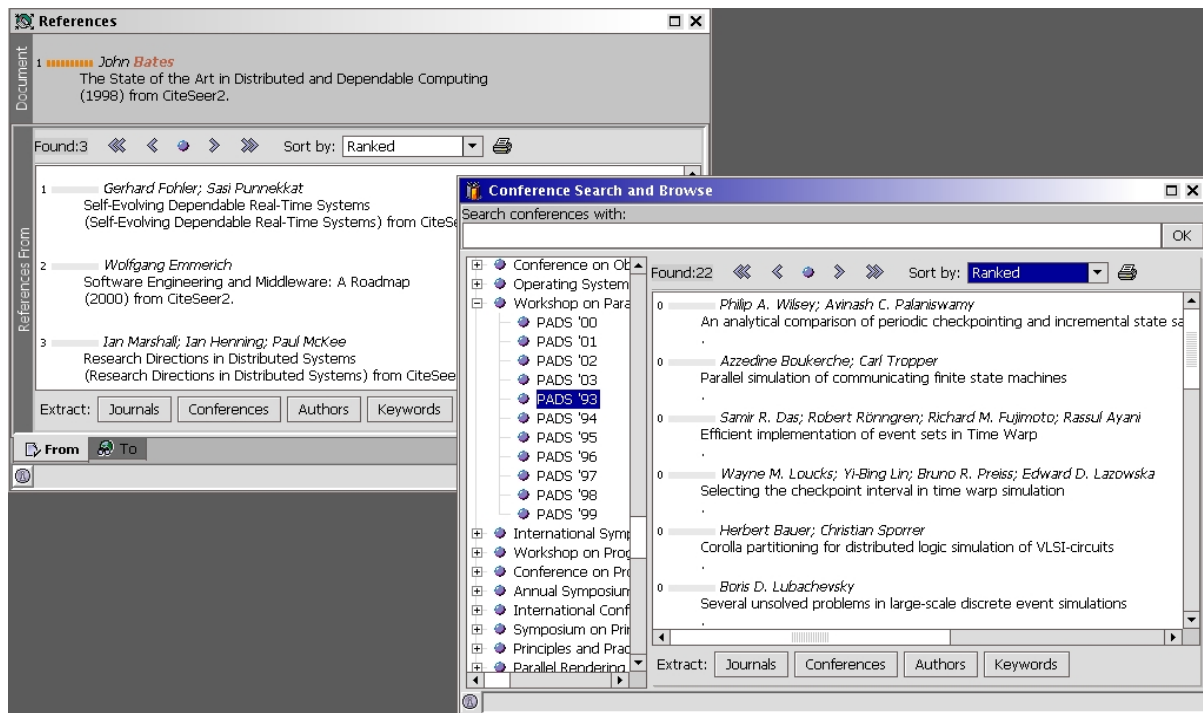 References
Document
1 John Bates
The State of the Art in Distributed and Dependable Computing
(1998) from CiteSeer2.
References From
Found:3 Sort by: Ranked
1 Gerhard Fohler; Sasi Punnekkat
Self-Evolving Dependable Real-Time Systems
(Self-Evolving Dependable Real-Time Systems) from CiteSe
2 Wolfgang Emmerich
Software Engineering and Middleware: A Roadmap
(2000) from CiteSeer2.
3 Ian Marshall; Ian Henning; Paul McKee
Research Directions in Distributed Systems
(Research Directions in Distributed Systems) from CiteSee
Extract: Journals Conferences Authors Keywords
From To
Conference Search and Browse
Search conferences with:
OK
Conference on Ob
Operating System
Workshop on Para
PADS '00
PADS '01
PADS '02
PADS '03
PADS '93
PADS '94
PADS '95
PADS '96
PADS '97
PADS '98
PADS '99
International Symp
Workshop on Prog
Conference on Pro
Annual Symposium
International Conf
Symposium on Prin
Principles and Prac
Parallel Rendering
Found:22 Sort by: Ranked
0 Philip A. Wilsey; Avinash C. Palaniswamy
An analytical comparison of periodic checkpointing and incremental state sa
.
0 Azzedine Boukerche; Carl Tropper
Parallel simulation of communicating finite state machines
.
0 Samir R. Das; Robert Rönngren; Richard M. Fujimoto; Rassul Ayani
Efficient implementation of event sets in Time Warp
.
0 Wayne M. Loucks; Yi-Bing Lin; Bruno R. Preiss; Edward D. Lazowska
Selecting the checkpoint interval in time warp simulation
.
0 Herbert Bauer; Christian Sporrer
Corolla partitioning for distributed logic simulation of VLSI-circuits
.
0 Boris D. Lubachevsky
Several unsolved problems in large-scale discrete event simulations
.
Extract: Journals Conferences Authors Keywords